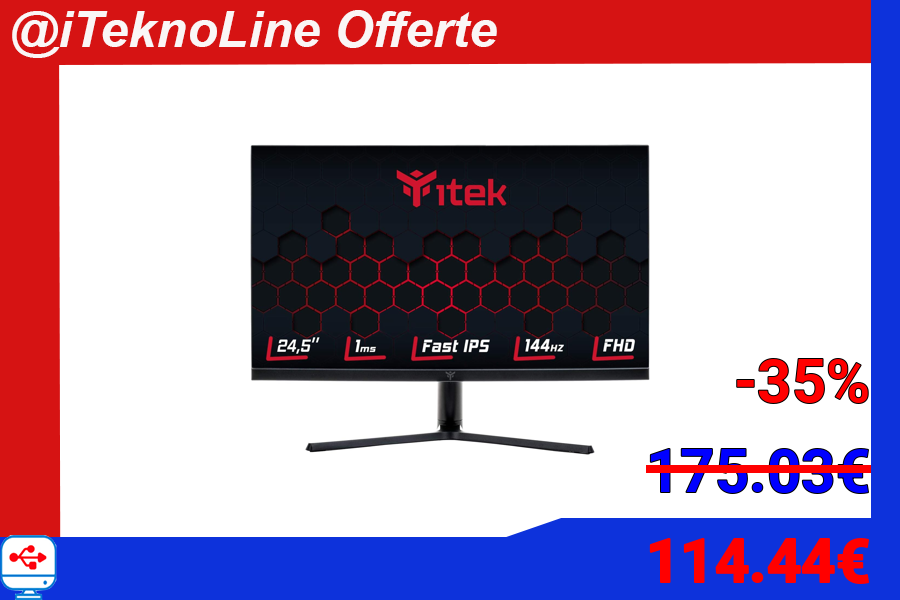 @iTeknoLine Offerte
itek
24,5" 1ms Fast IPS 144HZ FHD
-35%
175.03€
114.44€